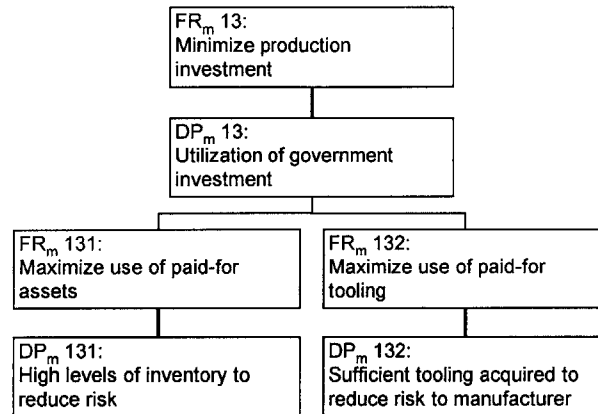 FRm 13:
Minimize production
investment
DPm 13:
Utilization of government
investment
FRm 131:
Maximize use of paid-for
assets
FRm 132:
Maximize use of paid-for
tooling
DPm 131:
High levels of inventory to
reduce risk
DPm 132:
Sufficient tooling acquired to
reduce risk to manufacturer